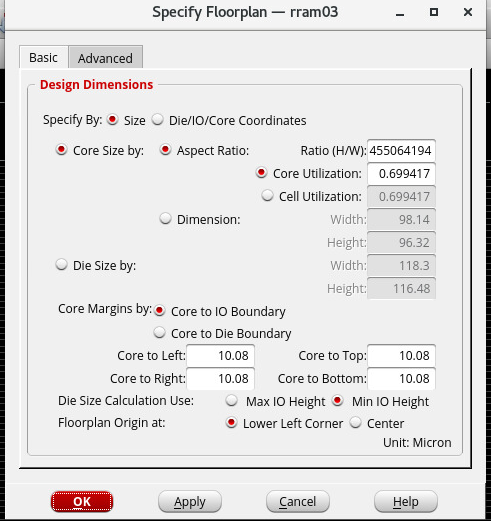 Specify Floorplan — rram03
Basic Advanced
Design Dimensions
Specify By: Size Die/IO/Core Coordinates
Core Size by: Aspect Ratio: Ratio (H/W): 455064194
Core Utilization: 0.699417
Cell Utilization: 0.699417
Dimension: Width: 98.14
Height: 96.32
Die Size by: Width: 118.3
Height: 116.48
Core Margins by: Core to IO Boundary
Core to Die Boundary
Core to Left: 10.08 Core to Top: 10.08
Core to Right: 10.08 Core to Bottom: 10.08
Die Size Calculation Use: Max IO Height Min IO Height
Floorplan Origin at: Lower Left Corner Center
Unit: Micron
OK Apply Cancel Help